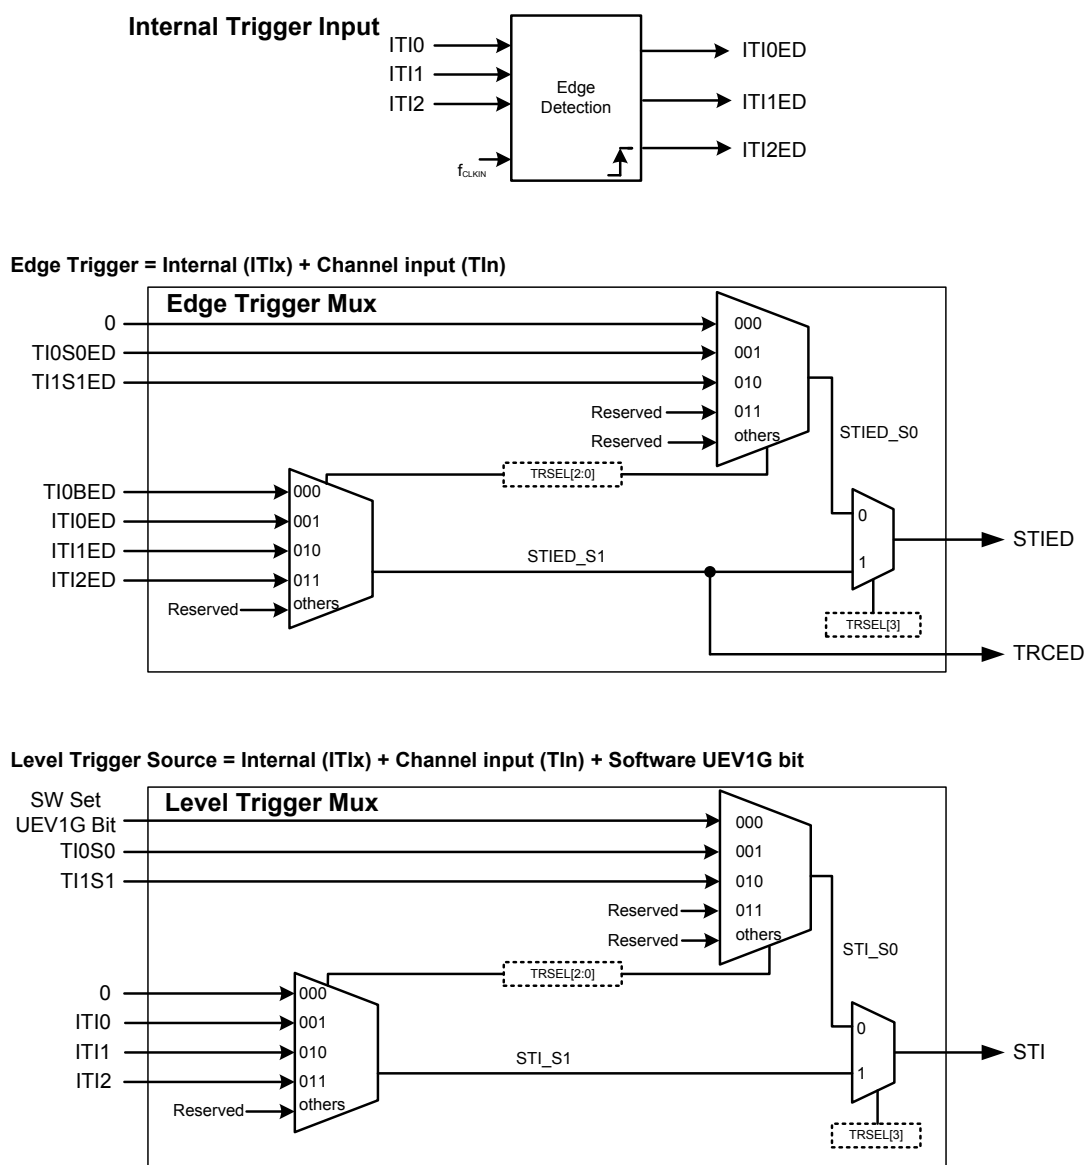 Internal Trigger Input
ITI0
ITI1
ITI2
fCLKIN
Edge
Detection
ITI0ED
ITI1ED
ITI2ED
Edge Trigger = Internal (ITIx) + Channel input (TIn)
Edge Trigger Mux
0
TI0S0ED
TI1S1ED
Reserved
Reserved
000
001
010
011
others
STIED_S0
TRSEL[2:0]
TI0BED
ITI0ED
ITI1ED
ITI2ED
Reserved
000
001
010
011
others
STIED_S1
0
1
STIED
TRSEL[3]
TRCED
Level Trigger Source = Internal (ITIx) + Channel input (TIn) + Software UEV1G bit
Level Trigger Mux
SW Set
UEV1G Bit
TI0S0
TI1S1
Reserved
Reserved
000
001
010
011
others
STI_S0
TRSEL[2:0]
0
ITI0
ITI1
ITI2
Reserved
000
001
010
011
others
STI_S1
0
1
STI
TRSEL[3]